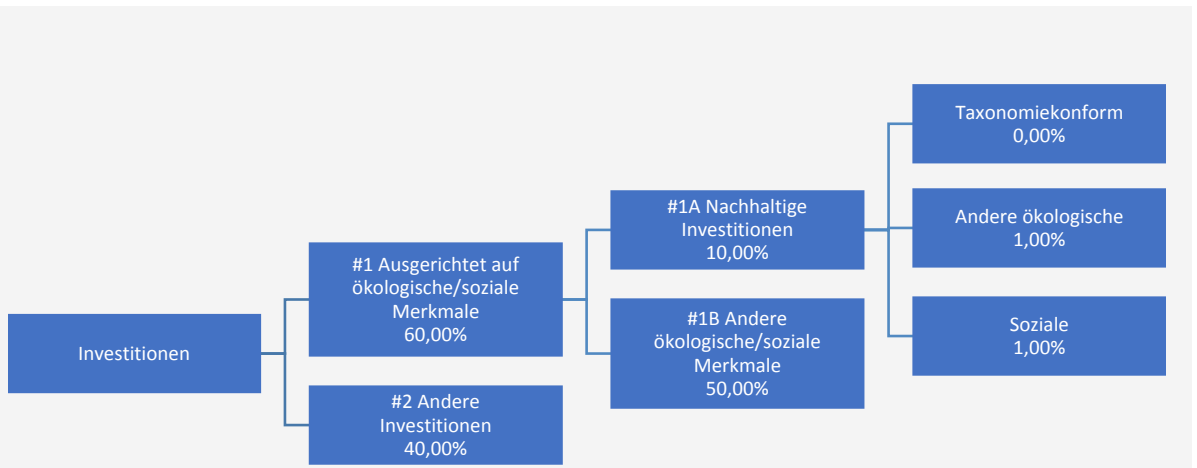 Investitionen
#1 Ausgerichtet auf
ökologische/soziale
Merkmale
60,00%
#2 Andere
Investitionen
40,00%
#1A Nachhaltige
Investitionen
10,00%
#1B Andere
ökologische/soziale
Merkmale
50,00%
Taxonomiekonform
0,00%
Andere ökologische
1,00%
Soziale
1,00%